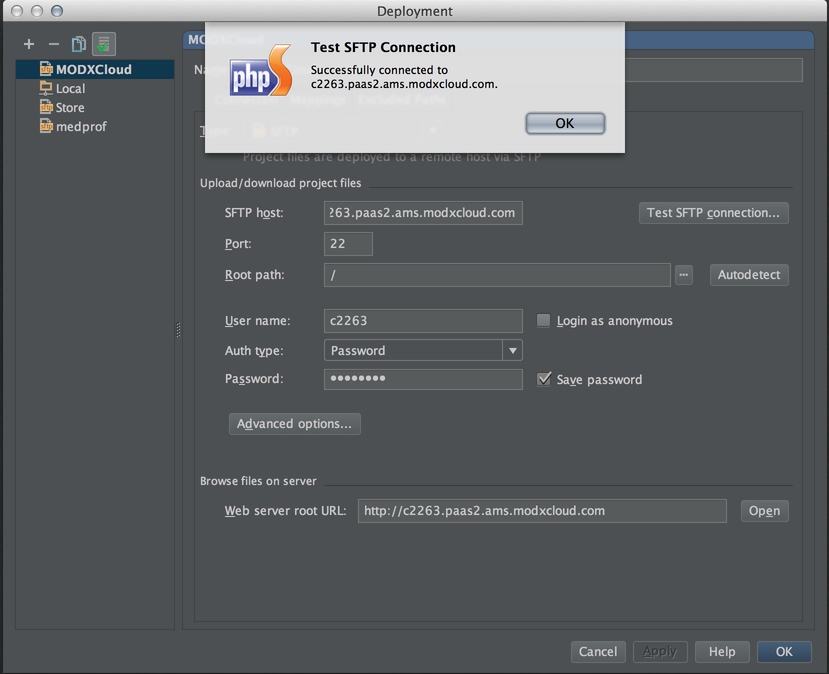 Deployment
Test SFTP Connection
Successfully connected to
c2263.paas2.ams.modxcloud.com.
OK
php
MODXCloud
Local
Store
medprof
MODXCloud
Type:
SFTP
Project files are deployed to a remote host via SFTP
Upload/download project files
SFTP host:
?63.paas2.ams.modxcloud.com
Test SFTP connection...
Port:
22
Root path:
/
...
Autodetect
User name:
c2263
Login as anonymous
Auth type:
Password
Password:
••••••••
Save password
Advanced options...
Browse files on server
Web server root URL:
http://c2263.paas2.ams.modxcloud.com
Open
Cancel
Apply
Help
OK